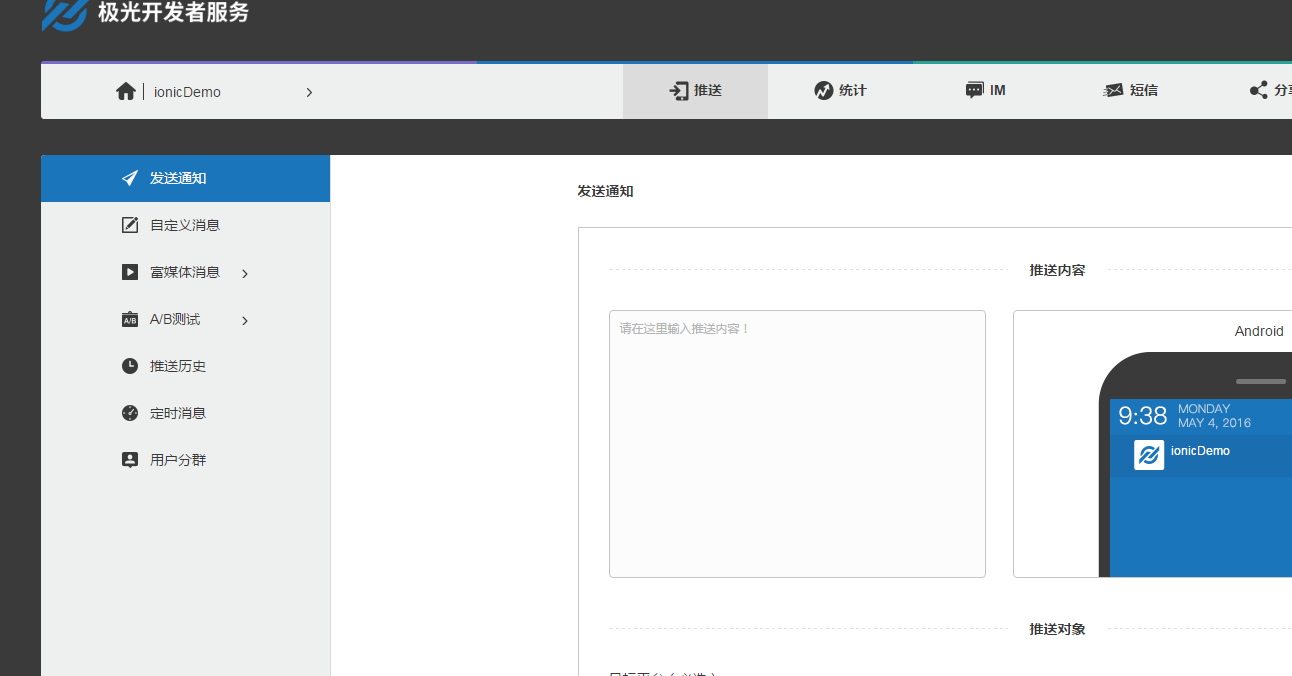 极光开发者服务
ionicDemo
推送
统计
IM
短信
发送通知
自定义消息
富媒体消息
A/B
A/B测试
推送历史
定时消息
用户分群
发送通知
推送内容
请在这里输入推送内容！
Android
9:38
MONDAY
MAY 4, 2016
ionicDemo
推送对象